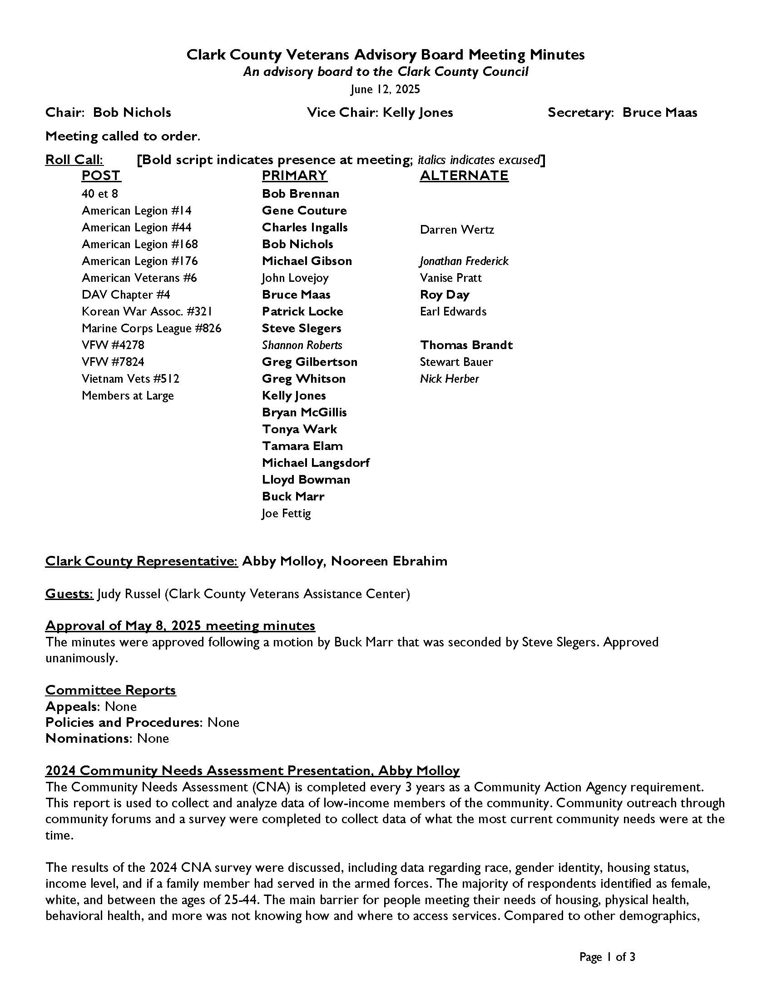 Clark County Veterans Advisory Board Meeting Minutes
An advisory board to the Clark County Council
June 12, 2025
Chair: Bob Nichols Vice Chair: Kelly Jones Secretary: Bruce Maas
Meeting called to order.
Roll Call: [Bold script indicates presence at meeting; italics indicates excused]
POST PRIMARY ALTERNATE
40 et 8 Bob Brennan
American Legion #14 Gene Couture
American Legion #44 Charles Ingalls Darren Wertz
American Legion #168 Bob Nichols
American Legion #176 Michael Gibson Jonathan Frederick
American Veterans #6 John Lovejoy Vanise Pratt
DAV Chapter #4 Bruce Maas Roy Day
Korean War Assoc. #321 Patrick Locke Earl Edwards
Marine Corps League #826 Steve Slegers
VFW #4278 Shannon Roberts Thomas Brandt
VFW #7824 Greg Gilbertson Stewart Bauer
Vietnam Vets #512 Greg Whitson Nick Herber
Members at Large Kelly Jones
Bryan McGillis
Tonya Wark
Tamara Elam
Michael Langsdorf
Lloyd Bowman
Buck Marr
Joe Fettig
Clark County Representative: Abby Molloy, Nooreen Ebrahim
Guests: Judy Russel (Clark County Veterans Assistance Center)
Approval of May 8, 2025 meeting minutes
The minutes were approved following a motion by Buck Marr that was seconded by Steve Slegers. Approved
unanimously.
Committee Reports
Appeals: None
Policies and Procedures: None
Nominations: None
2024 Community Needs Assessment Presentation, Abby Molloy
The Community Needs Assessment (CNA) is completed every 3 years as a Community Action Agency requirement.
This report is used to collect and analyze data of low-income members of the community. Community outreach through
community forums and a survey were completed to collect data of what the most current community needs were at the
time.
The results of the 2024 CNA survey were discussed, including data regarding race, gender identity, housing status,
income level, and if a family member had served in the armed forces. The majority of respondents identified as female,
white, and between the ages of 25-44. The main barrier for people meeting their needs of housing, physical health,
behavioral health, and more was not knowing how and where to access services. Compared to other demographics,
Page 1 of 3